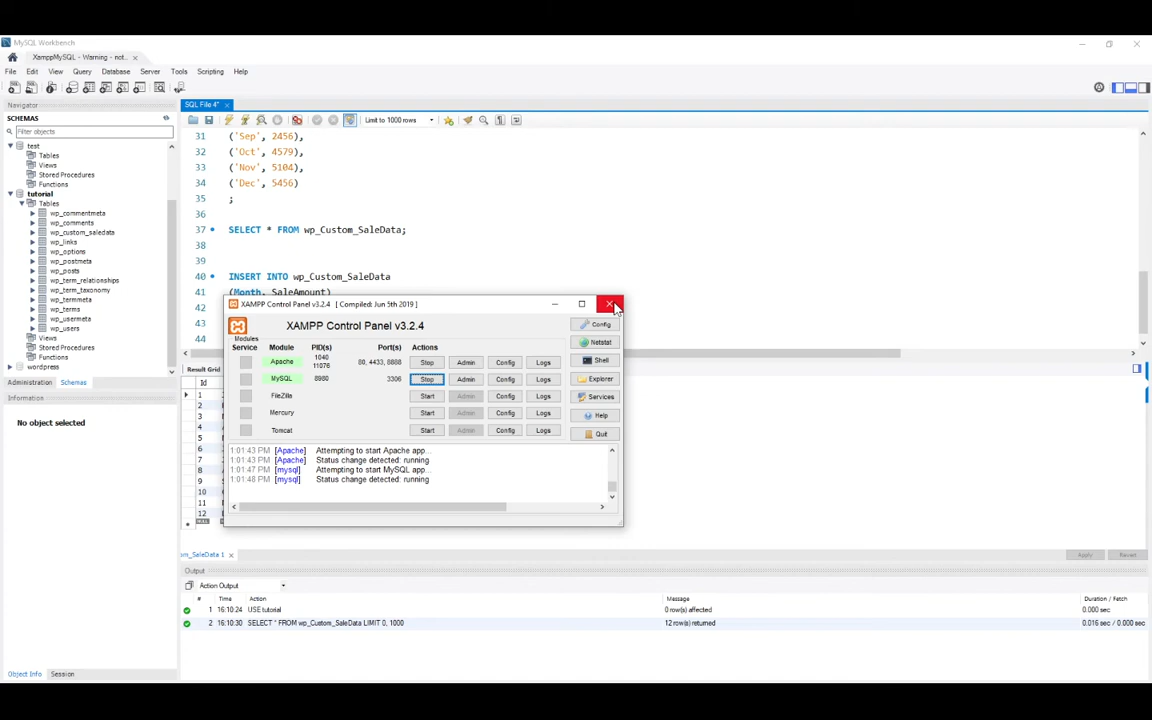 MySQL Workbench
XamppMySQL - Warning - not...
File Edit View Query Database Server Tools Scripting Help
Navigator
SCHEMAS
Filter objects
test
Tables
Views
Stored Procedures
Functions
tutorial
Tables
wp_commentmeta
wp_comments
wp_custom_saledata
wp_links
wp_options
wp_postmeta
wp_posts
wp_term_relationships
wp_term_taxonomy
wp_termmeta
wp_terms
wp_usermeta
wp_users
Views
Stored Procedures
Functions
wordpress
Administration Schemas
Information
No object selected
Object Info Session
SQL File 4*
Limit to 1000 rows
31 ('Sep', 2456),
32 ('Oct', 4579),
33 ('Nov', 5104),
34 ('Dec', 5456)
35 ;
36
37 SELECT * FROM wp_Custom_SaleData;
38
39
40 INSERT INTO wp_Custom_SaleData
41 (Month, SaleAmount)
42
43
44
Result Grid
Id
1
6
7
8
9
10
11
12
XAMPP Control Panel v3.2.4 [ Compiled: Jun 5th 2019 ]
XAMPP Control Panel v3.2.4
Modules
Service Module PID(s) Port(s) Actions
Apache 1040 11076 80, 4433, 8888 Stop Admin Config Logs
MySQL 8980 3306 Stop Admin Config Logs
FileZilla Start Admin Config Logs
Mercury Start Admin Config Logs
Tomcat Start Admin Config Logs
Config
Netstat
Shell
Explorer
Services
Help
Quit
1:01:43 PM [Apache] Attempting to start Apache app...
1:01:43 PM [Apache] Status change detected: running
1:01:47 PM [mysql] Attempting to start MySQL app...
1:01:48 PM [mysql] Status change detected: running
om_SaleData 1
Apply Revert
Output
Action Output
# Time Action Message Duration / Fetch
1 16:10:24 USE tutorial 0 row(s) affected 0.000 sec
2 16:10:30 SELECT * FROM wp_Custom_SaleData LIMIT 0, 1000 12 row(s) returned 0.016 sec / 0.000 sec